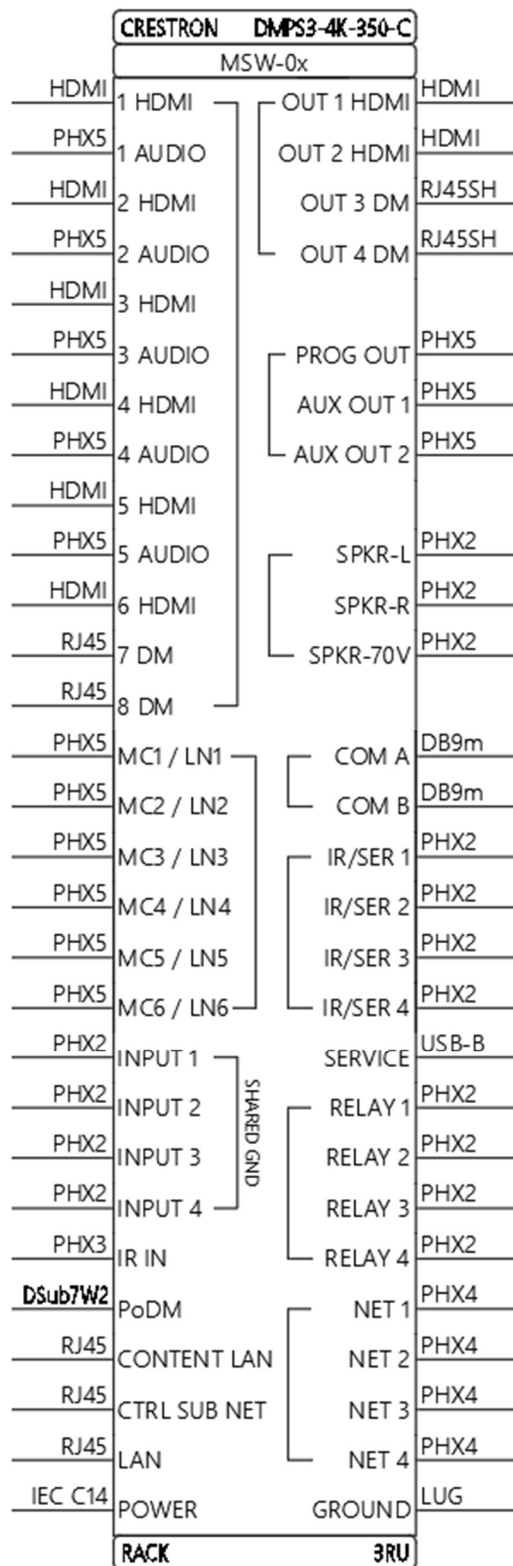 CRESTRON DMPS3-4K-350-C
MSW-0x
HDMI 1 HDMI OUT 1 HDMI HDMI
PHX5 1 AUDIO OUT 2 HDMI HDMI
HDMI 2 HDMI OUT 3 DM RJ45SH
PHX5 2 AUDIO OUT 4 DM RJ45SH
HDMI 3 HDMI
PHX5 3 AUDIO PROG OUT PHX5
HDMI 4 HDMI AUX OUT 1 PHX5
PHX5 4 AUDIO AUX OUT 2 PHX5
HDMI 5 HDMI
PHX5 5 AUDIO SPKR-L PHX2
HDMI 6 HDMI SPKR-R PHX2
RJ45 7 DM SPKR-70V PHX2
RJ45 8 DM
PHX5 MC1 / LN1 COM A DB9m
PHX5 MC2 / LN2 COM B DB9m
PHX5 MC3 / LN3 IR/SER 1 PHX2
PHX5 MC4 / LN4 IR/SER 2 PHX2
PHX5 MC5 / LN5 IR/SER 3 PHX2
PHX5 MC6 / LN6 IR/SER 4 PHX2
PHX2 INPUT 1 SERVICE USB-B
PHX2 INPUT 2 RELAY 1 PHX2
SHARED GND
PHX2 INPUT 3 RELAY 2 PHX2
PHX2 INPUT 4 RELAY 3 PHX2
PHX3 IR IN RELAY 4 PHX2
DSub7W2 PoDM NET 1 PHX4
RJ45 CONTENT LAN NET 2 PHX4
RJ45 CTRL SUB NET NET 3 PHX4
RJ45 LAN NET 4 PHX4
IEC C14 POWER GROUND LUG
RACK 3RU